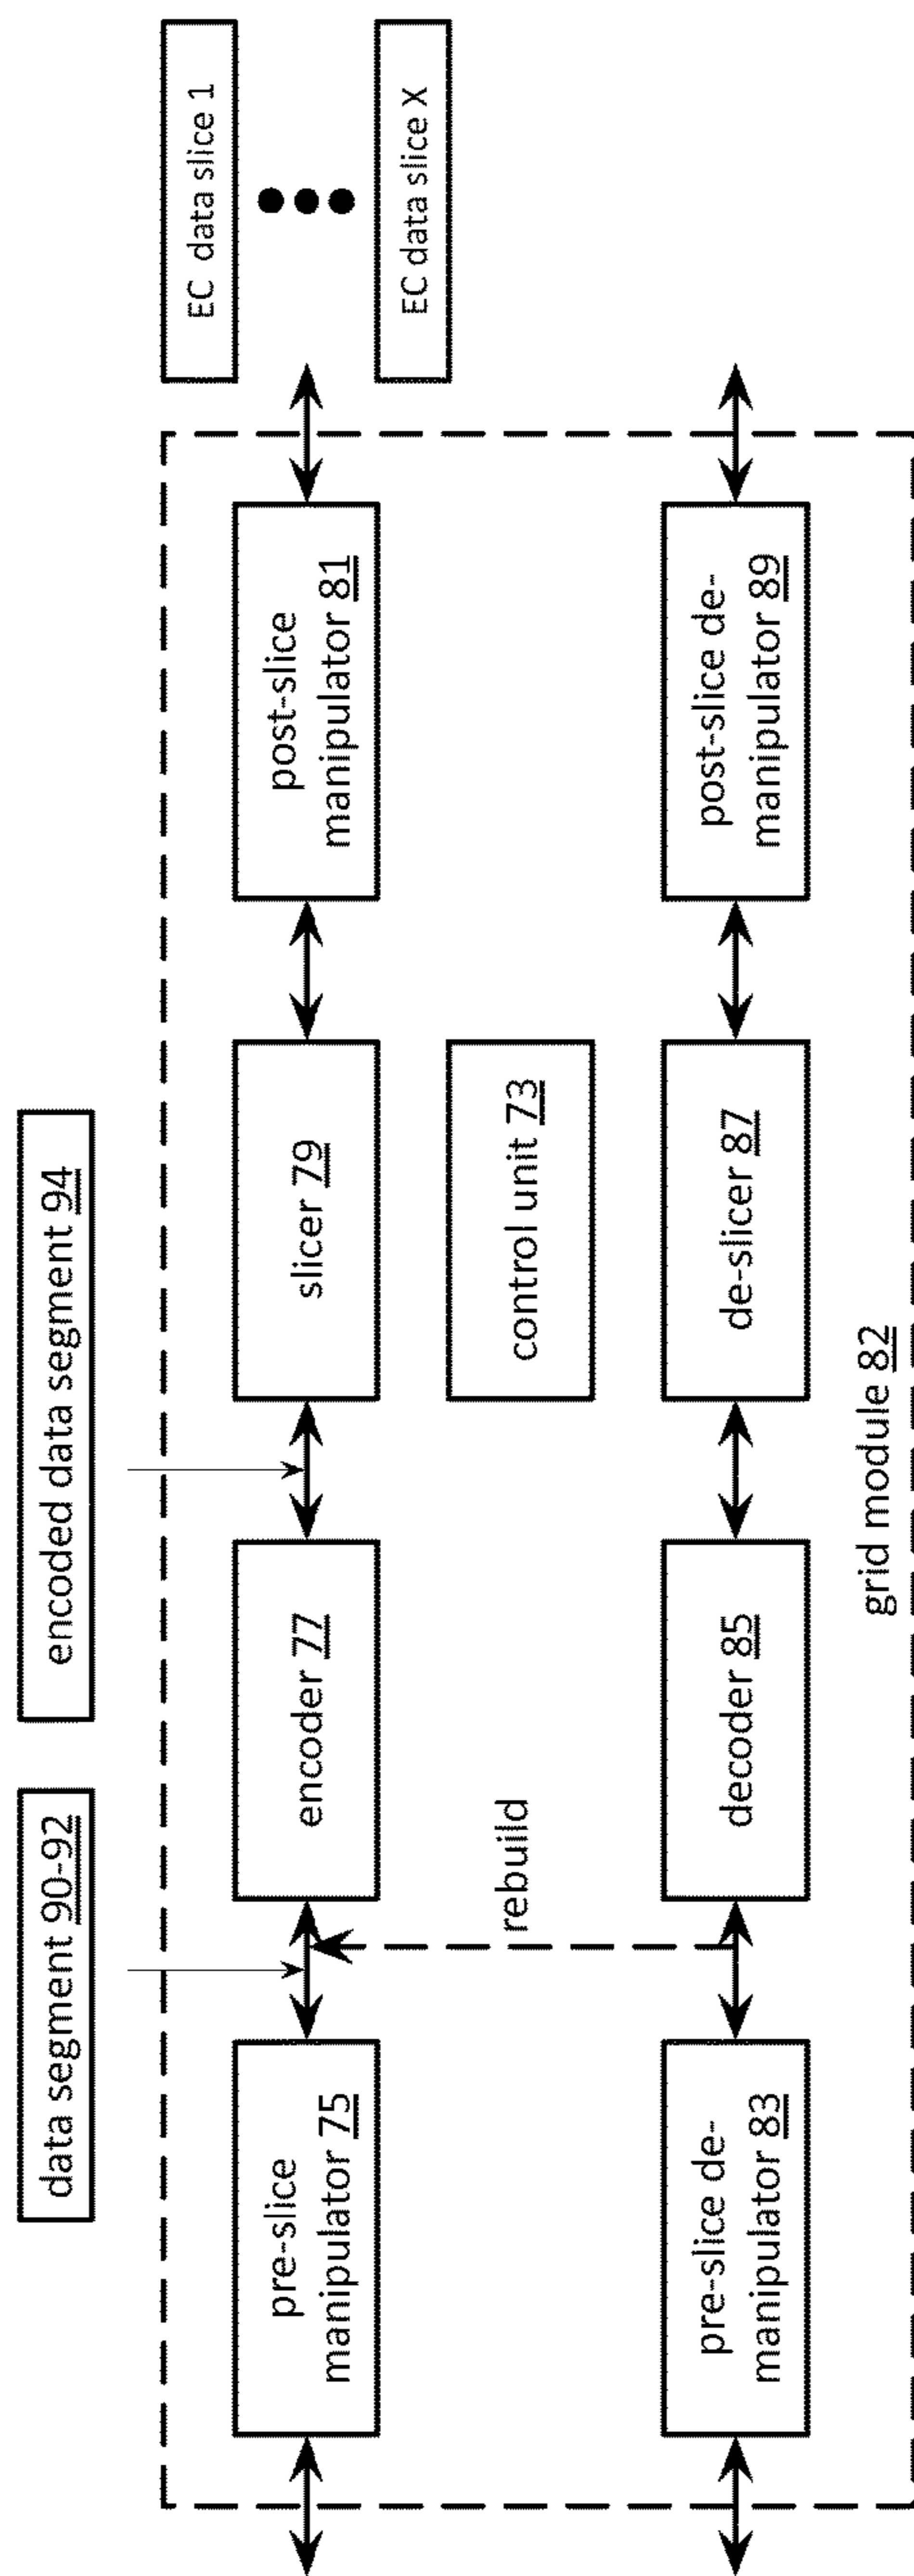 data segment 90-92
encoded data segment 94
EC data slice 1
EC data slice X
pre-slice
manipulator 75
encoder 77
slicer 79
post-slice
manipulator 81
rebuild
control unit 73
pre-slice de-
manipulator 83
decoder 85
de-slicer 87
post-slice de-
manipulator 89
grid module 82